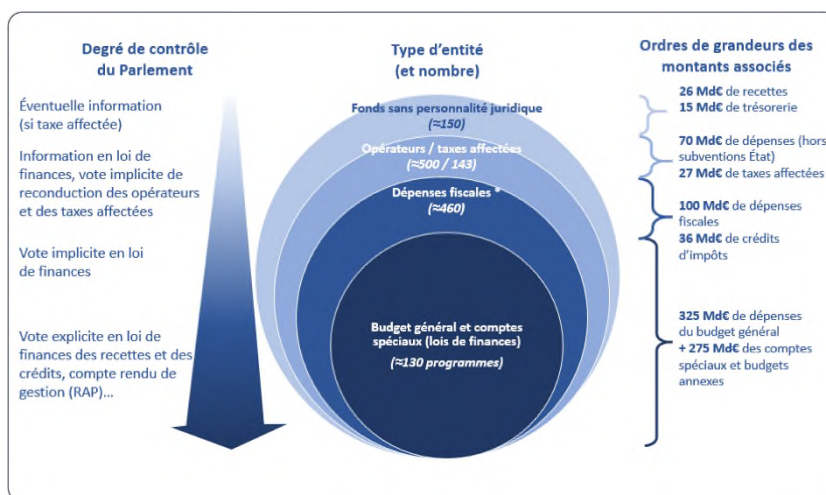 Degré de contrôle
du Parlement
Éventuelle information
(si taxe affectée)
Information en loi de
finances, vote implicite de
reconduction des opérateurs
et des taxes affectées
Vote implicite en loi
de finances
Vote explicite en loi de
finances des recettes et des
crédits, compte rendu de
gestion (RAP)...
Type d'entité
(et nombre)
Fonds sans personnalité juridique
(≈150)
Opérateurs / taxes affectées
(≈500 / 143)
Dépenses fiscales *
(≈460)
Budget général et comptes
spéciaux (lois de finances)
(≈130 programmes)
Ordres de grandeurs des
montants associés
26 Md€ de recettes
15 Md€ de trésorerie
70 Md€ de dépenses (hors
subventions État)
27 Md€ de taxes affectées
100 Md€ de dépenses
fiscales
36 Md€ de crédits
d'impôts
325 Md€ de dépenses
du budget général
+ 275 Md€ des comptes
spéciaux et budgets
annexes